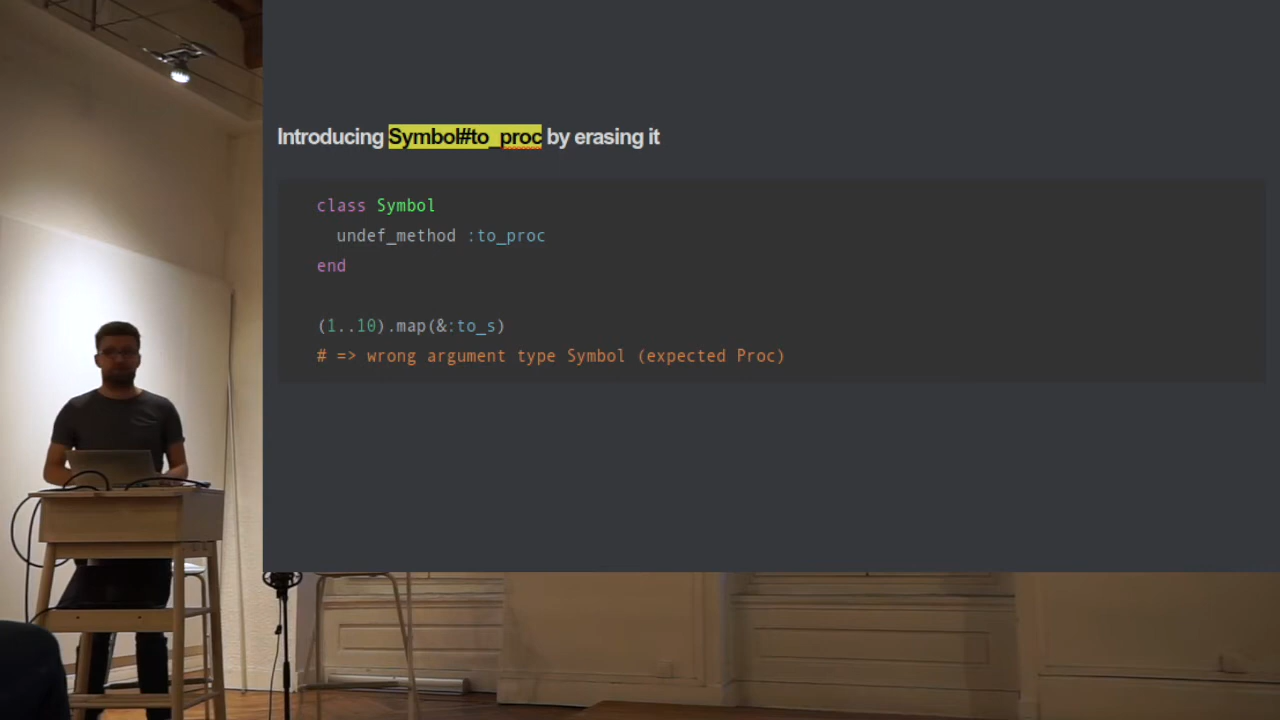 Introducing Symbol#to_proc by erasing it
class Symbol
undef_method :to_proc
end
(1..10).map(&:to_s)
# => wrong argument type Symbol (expected Proc)